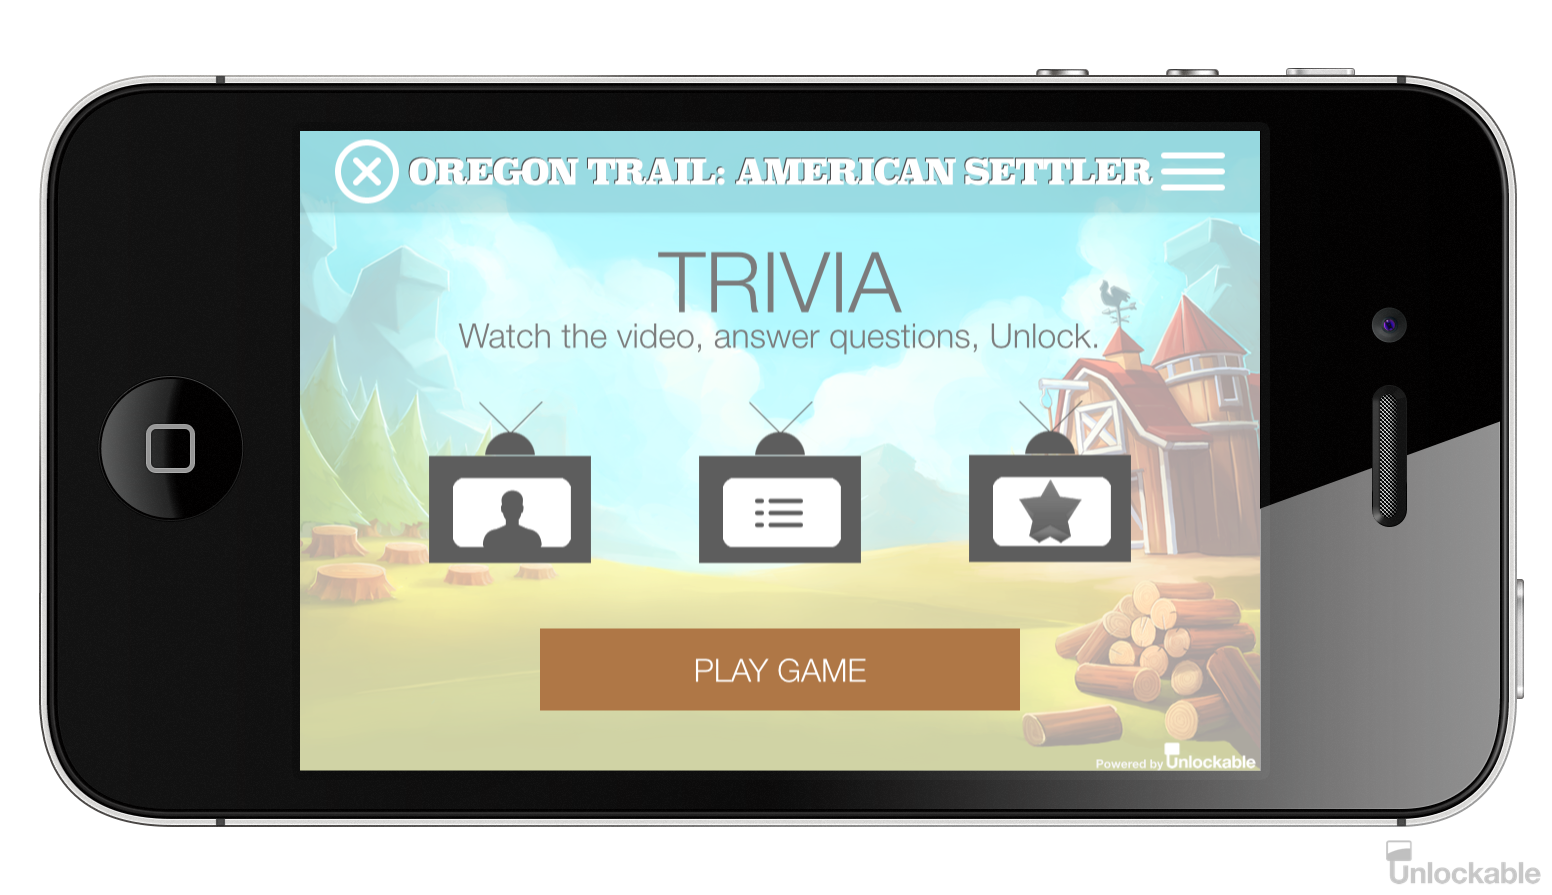 OREGON TRAIL: AMERICAN SETTLER
TRIVIA
Watch the video, answer questions, Unlock.
PLAY GAME
Powered by Unlockable
Unlockable